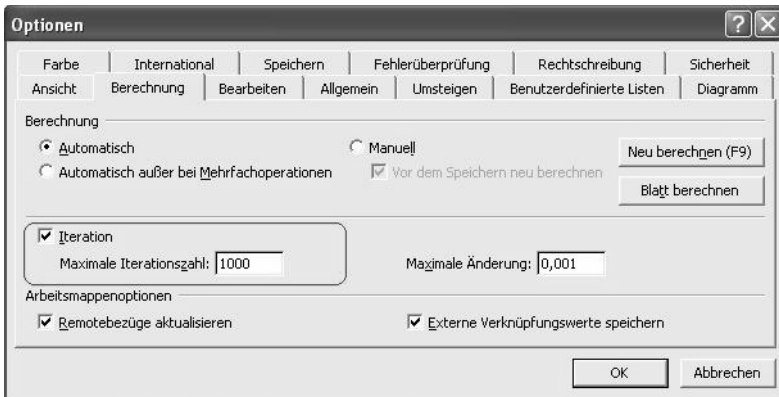 Optionen
Farbe International Speichern Fehlerüberprüfung Rechtschreibung Sicherheit
Ansicht Berechnung Bearbeiten Allgemein Umsteigen Benutzerdefinierte Listen Diagramm
Berechnung
Automatisch Manuell Neu berechnen (F9)
Automatisch außer bei Mehrfachoperationen Vor dem Speichern neu berechnen
Blatt berechnen
Iteration
Maximale Iterationszahl: 1000 Maximale Änderung: 0,001
Arbeitsmappenoptionen
Remotebezüge aktualisieren Externe Verknüpfungswerte speichern
OK Abbrechen